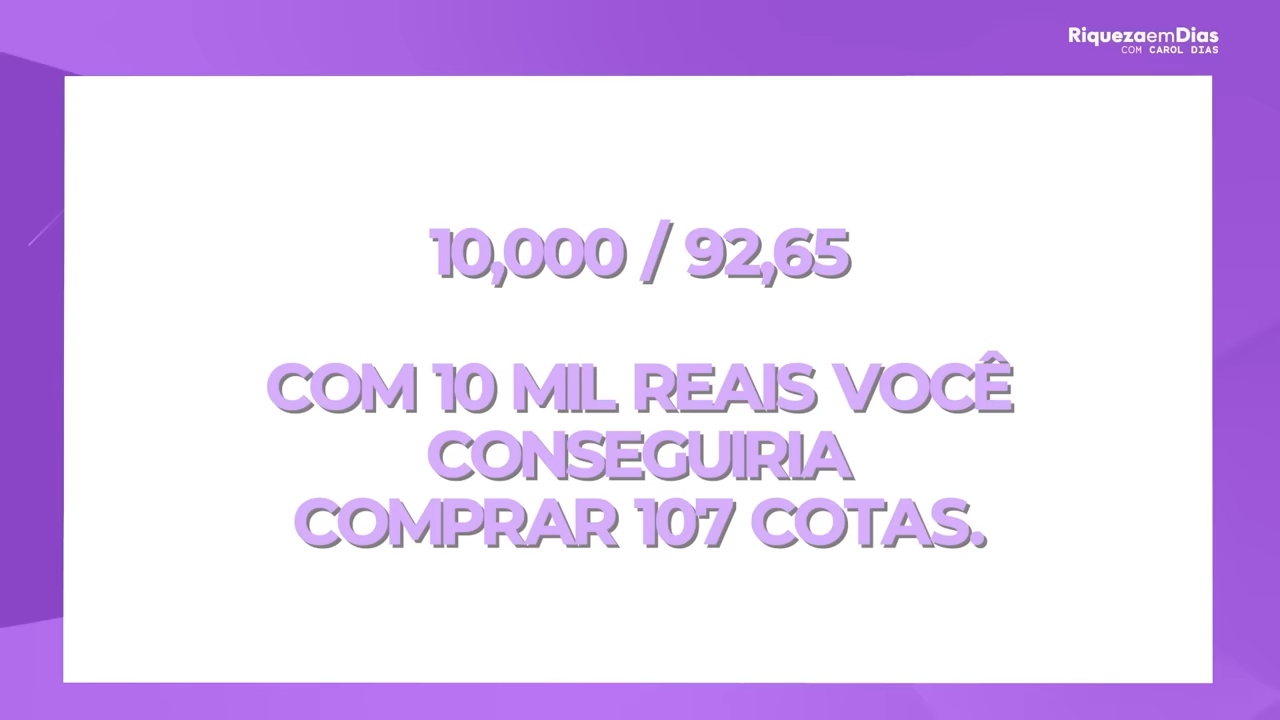 RiquezaemDias
COM CAROL DIAS
10,000 / 92,65
COM 10 MIL REAIS VOCÊ
CONSEGUIRIA
COMPRAR 107 COTAS.